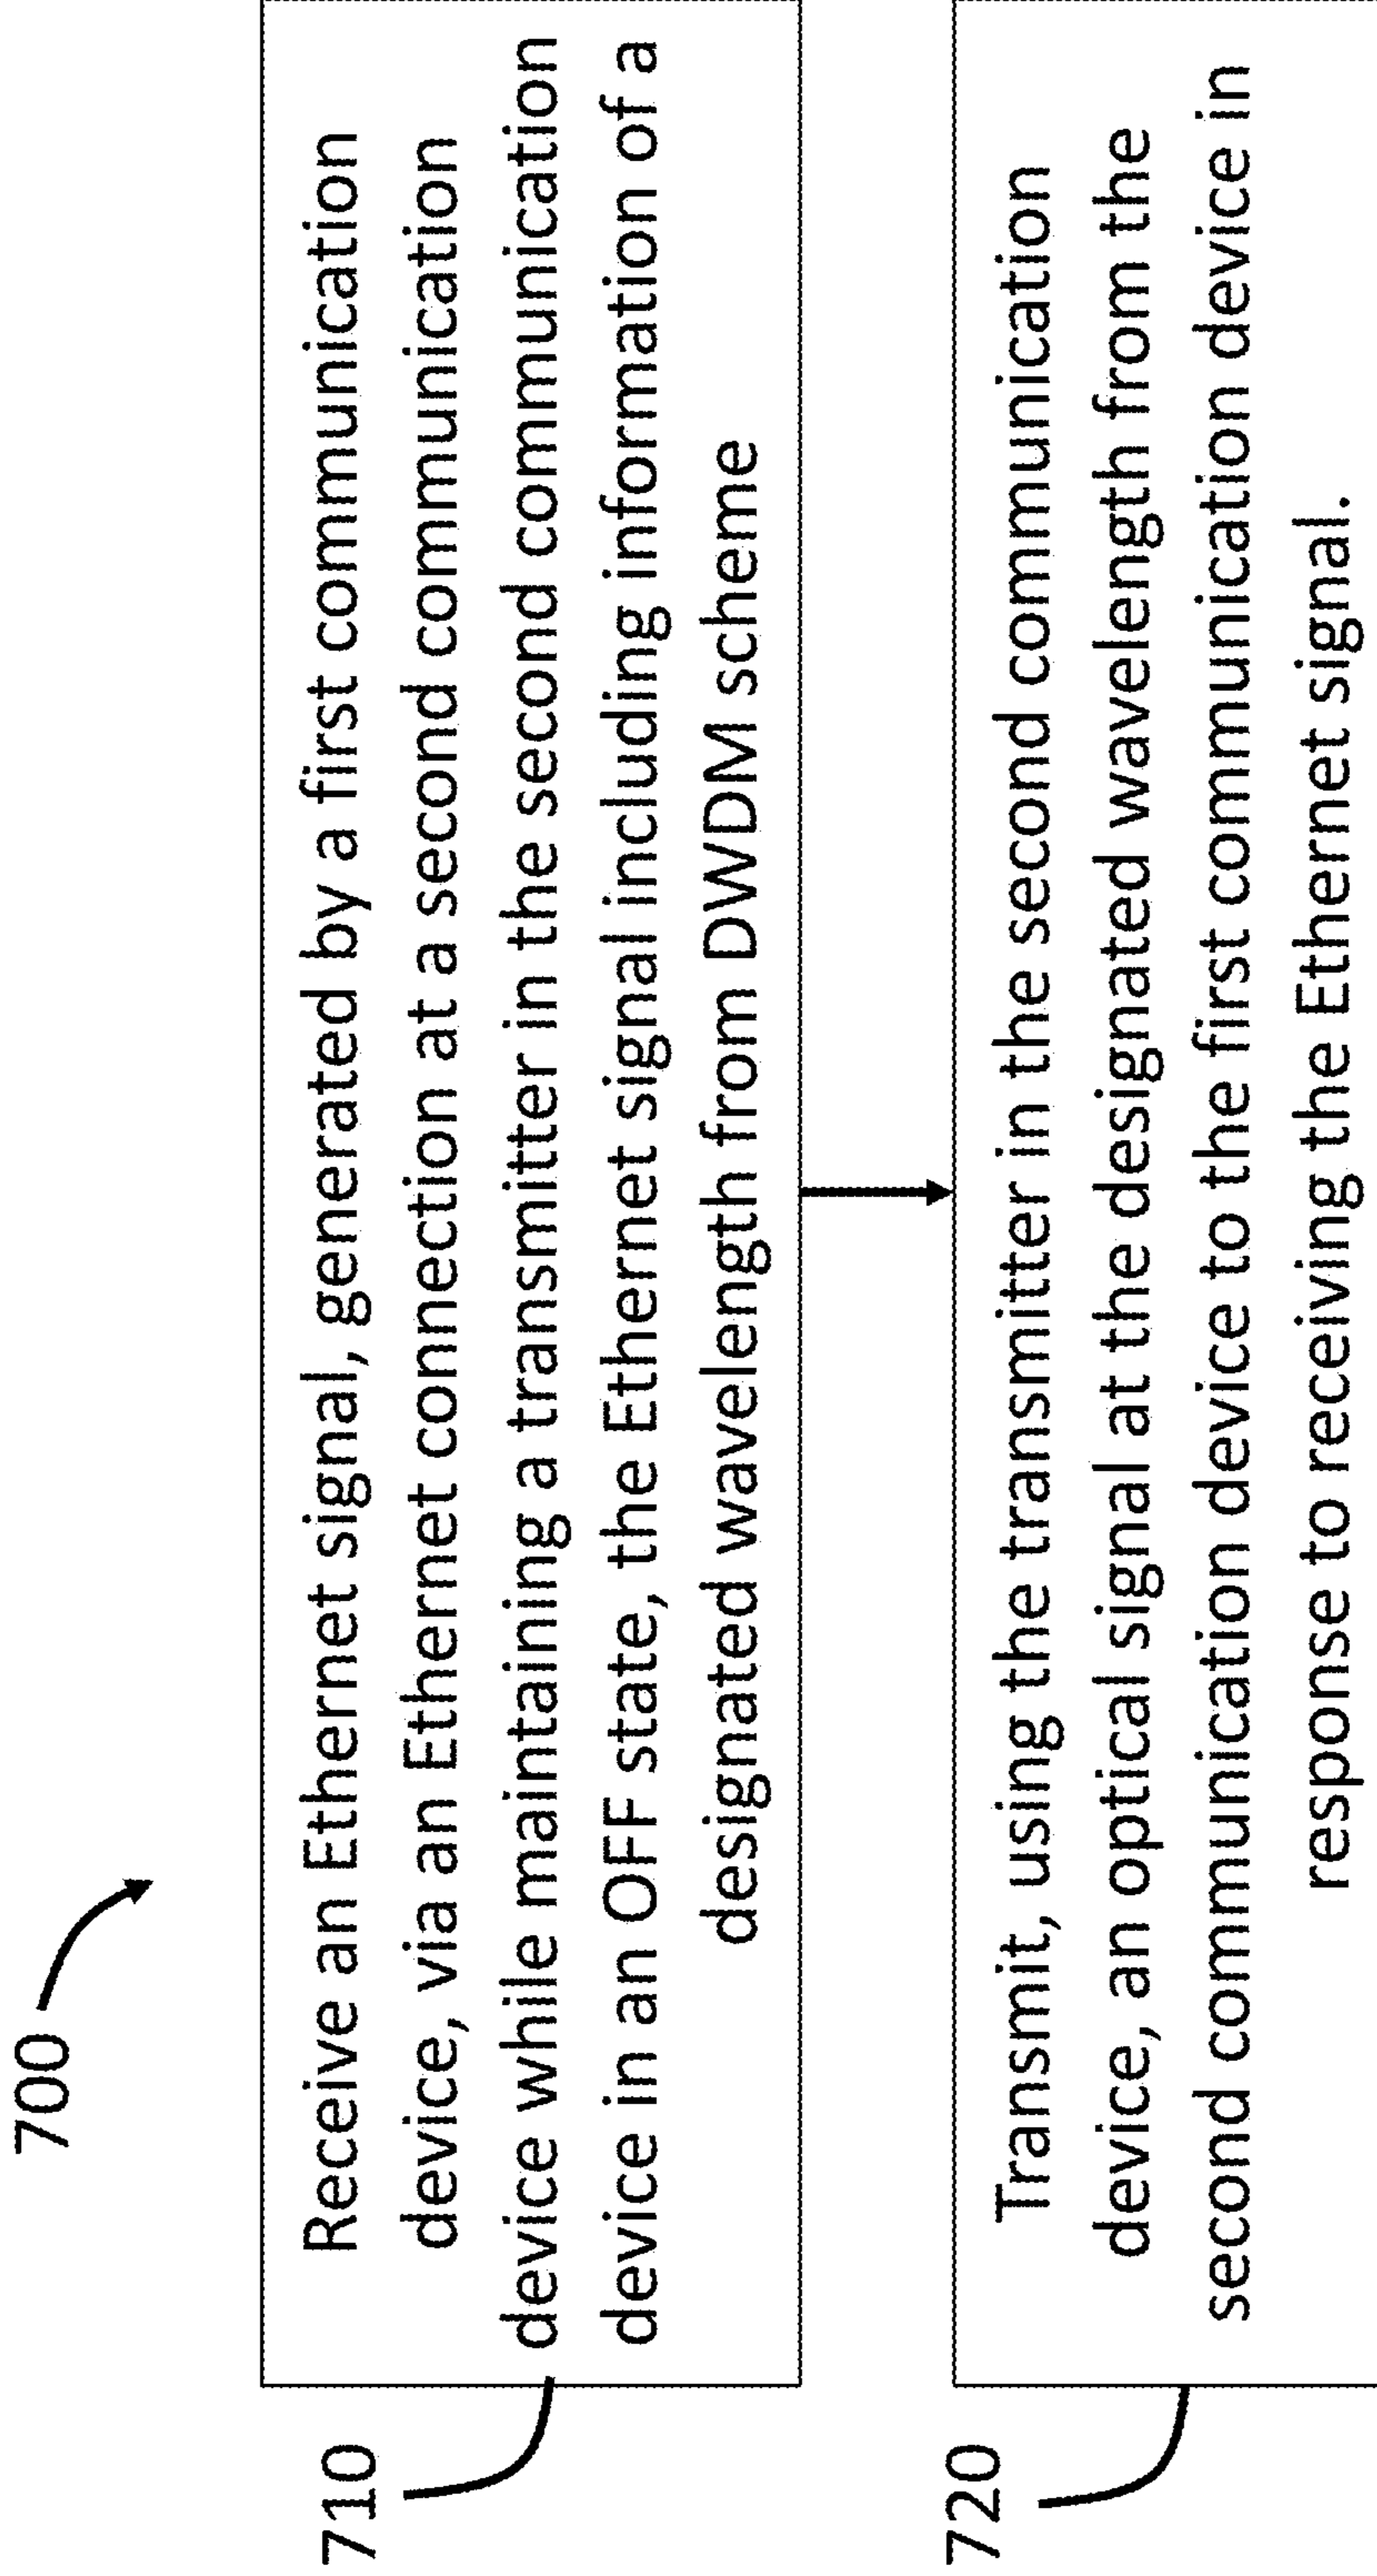 700
710
Receive an Ethernet signal, generated by a first communication
device, via an Ethernet connection at a second communication
device while maintaining a transmitter in the second communication
device in an OFF state, the Ethernet signal including information of a
designated wavelength from DWDM scheme
720
Transmit, using the transmitter in the second communication
device, an optical signal at the designated wavelength from the
second communication device to the first communication device in
response to receiving the Ethernet signal.